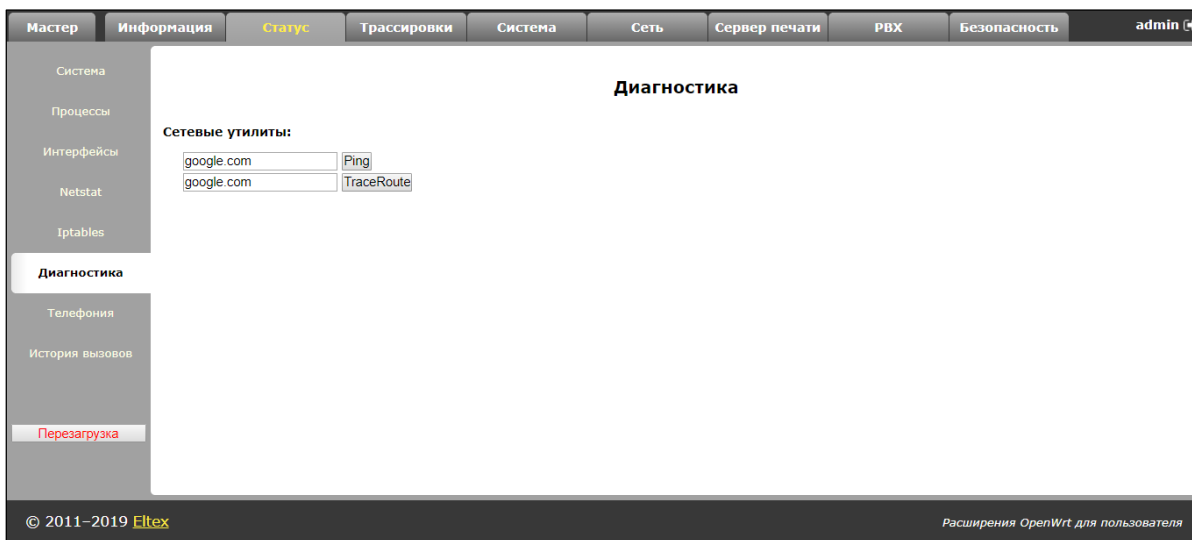 Мастер Информация Статус Трассировки Система Сеть Сервер печати PBX Безопасность admin
Система
Процессы
Интерфейсы
Netstat
Iptables
Диагностика
Телефония
История вызовов
Перезагрузка
Диагностика
Сетевые утилиты:
google.com Ping
google.com TraceRoute
© 2011–2019 Eltex
Расширения OpenWrt для пользователя